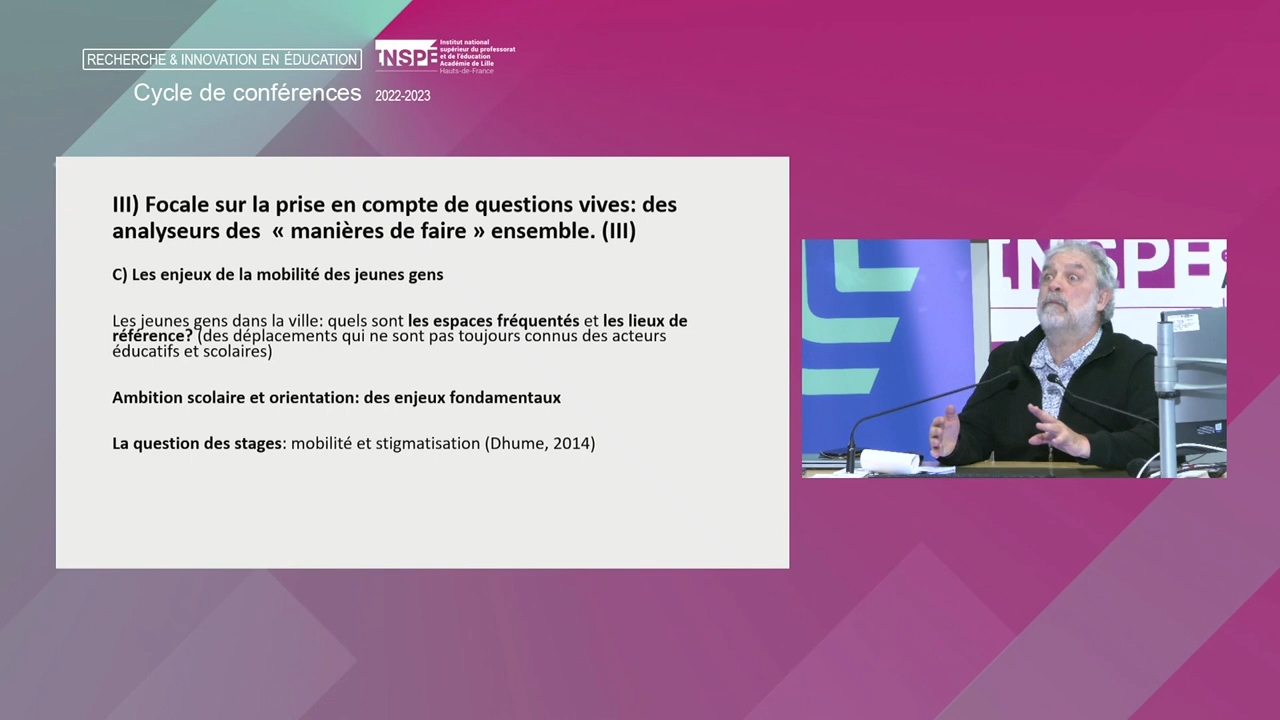 RECHERCHE & INNOVATION EN ÉDUCATION
Cycle de conférences
INSPÉ
Institut national
supérieur du professorat
et de l'éducation
Académie de Lille
Hauts-de-France
2022-2023
III) Focale sur la prise en compte de questions vives: des
analyseurs des « manières de faire » ensemble. (III)
C) Les enjeux de la mobilité des jeunes gens
Les jeunes gens dans la ville: quels sont les espaces fréquentés et les lieux de
référence? (des déplacements qui ne sont pas toujours connus des acteurs
éducatifs et scolaires)
Ambition scolaire et orientation: des enjeux fondamentaux
La question des stages: mobilité et stigmatisation (Dhume, 2014)
INSPÉ